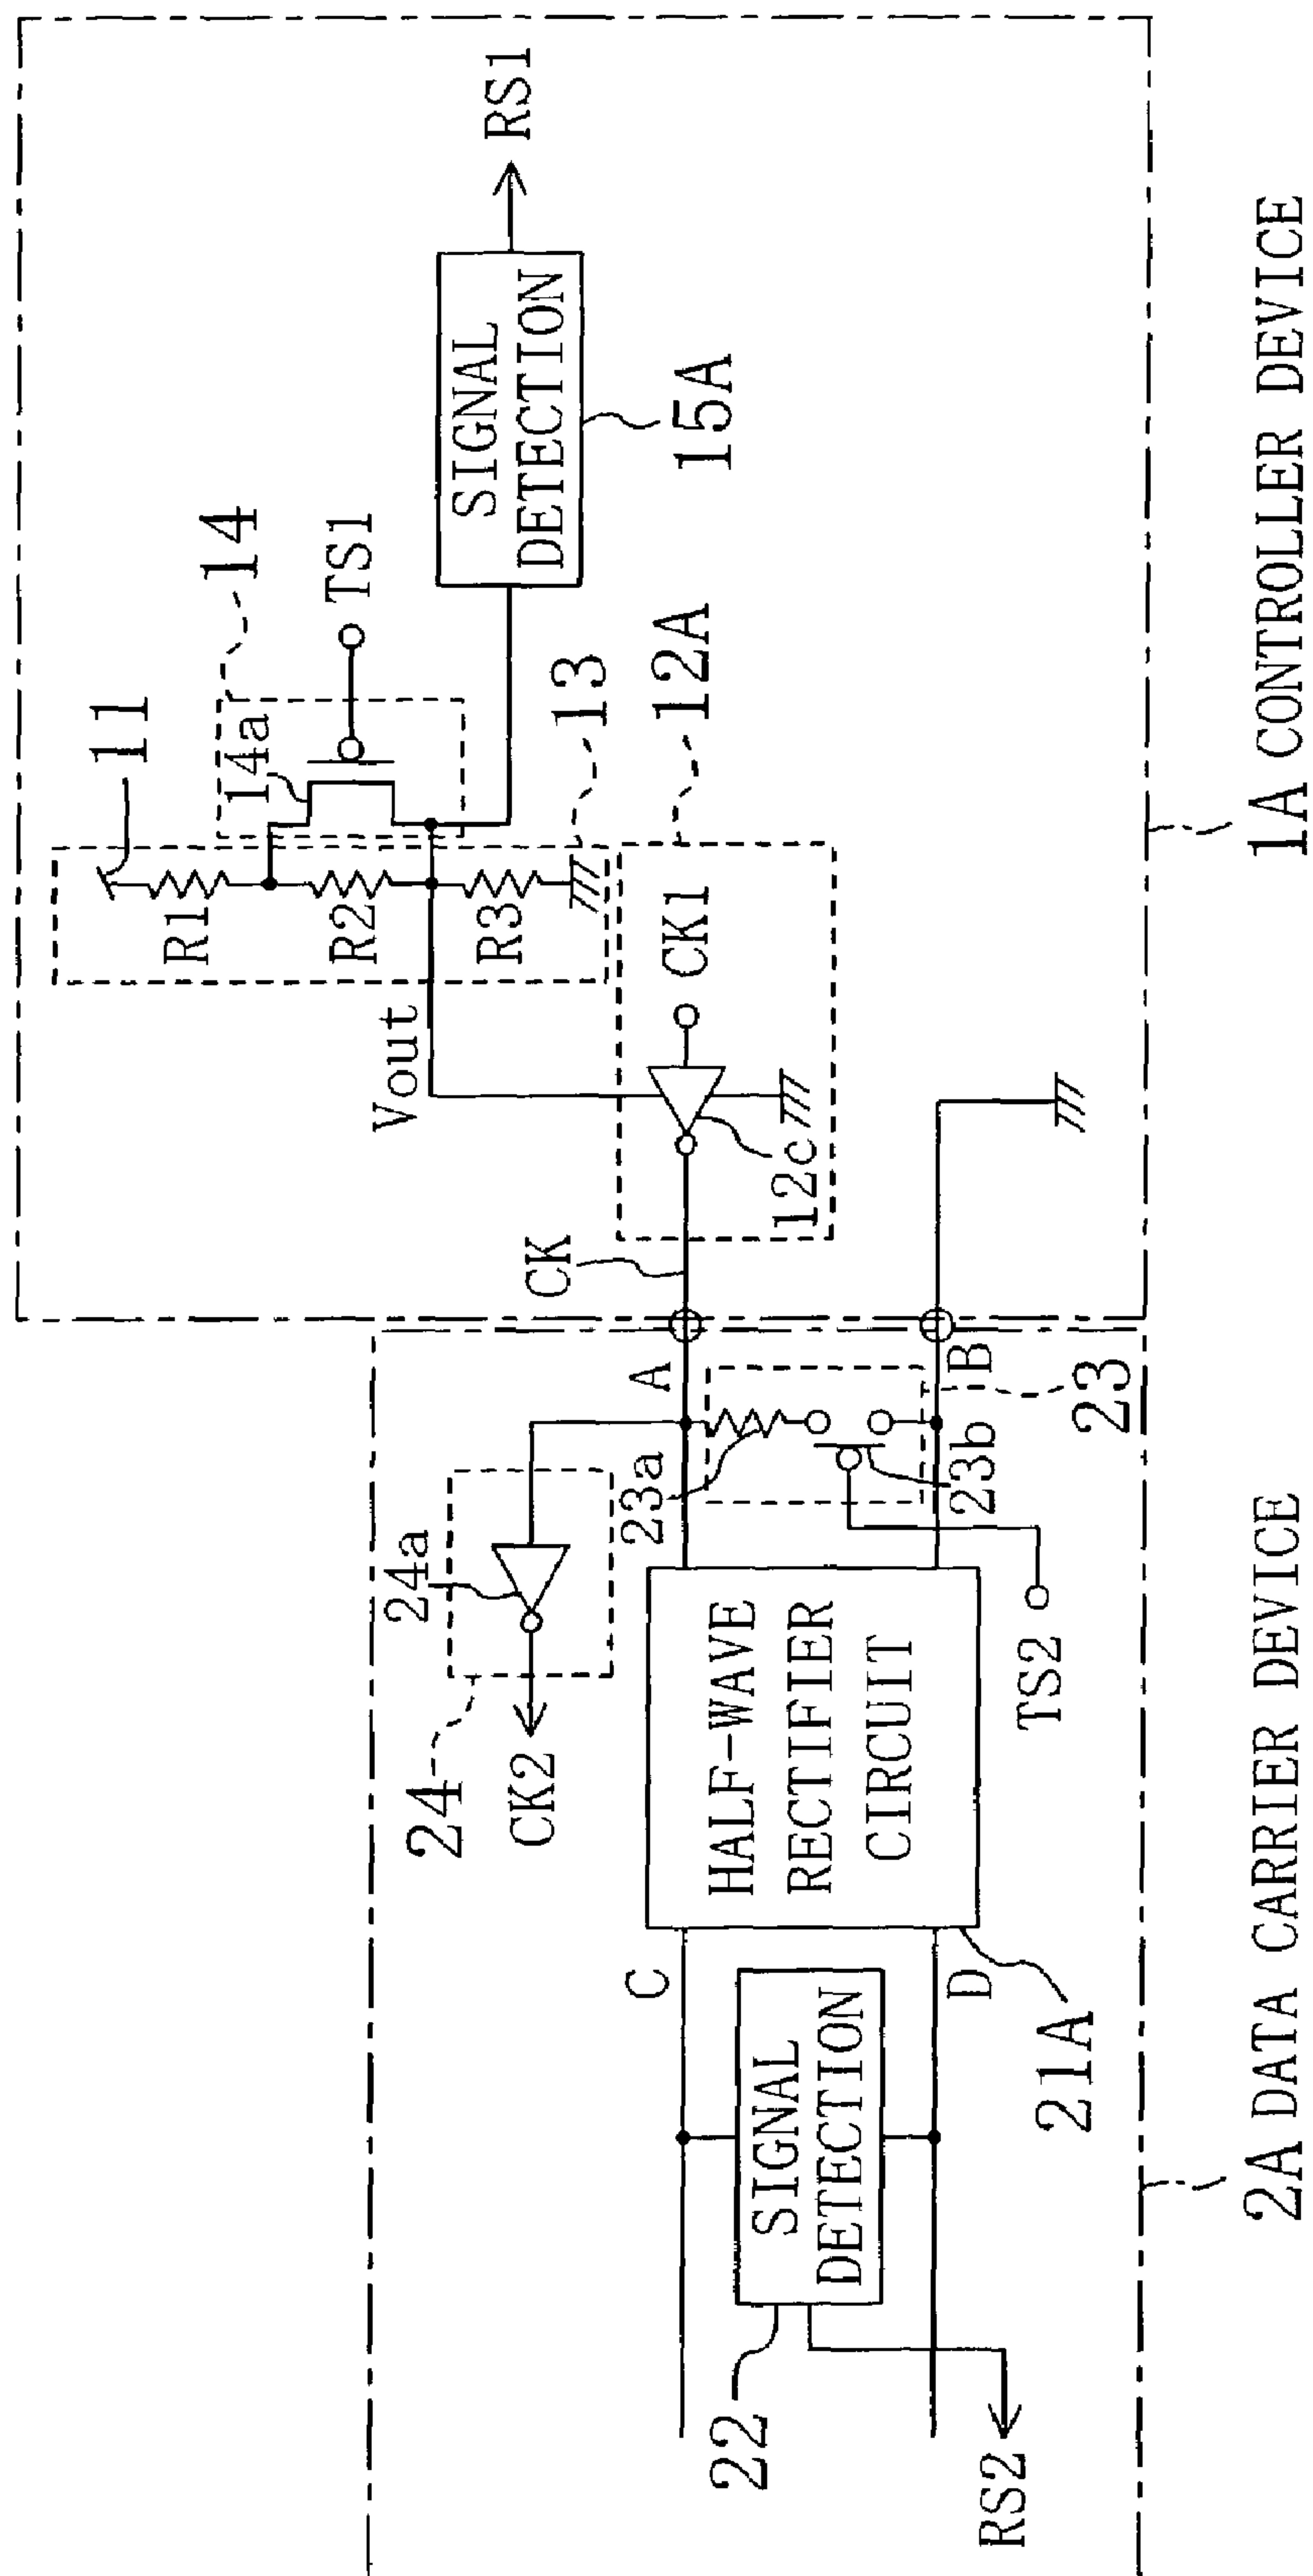 11
14
14a
TS1
R1
R2
R3
Vout
SIGNAL
DETECTION
RS1
15A
13
12A
CK1
12c
CK
A
B
23
23a
23b
24a
24
CK2
HALF-WAVE
RECTIFIER
CIRCUIT
TS2
C
D
21A
SIGNAL
DETECTION
22
RS2
1A CONTROLLER DEVICE
2A DATA CARRIER DEVICE